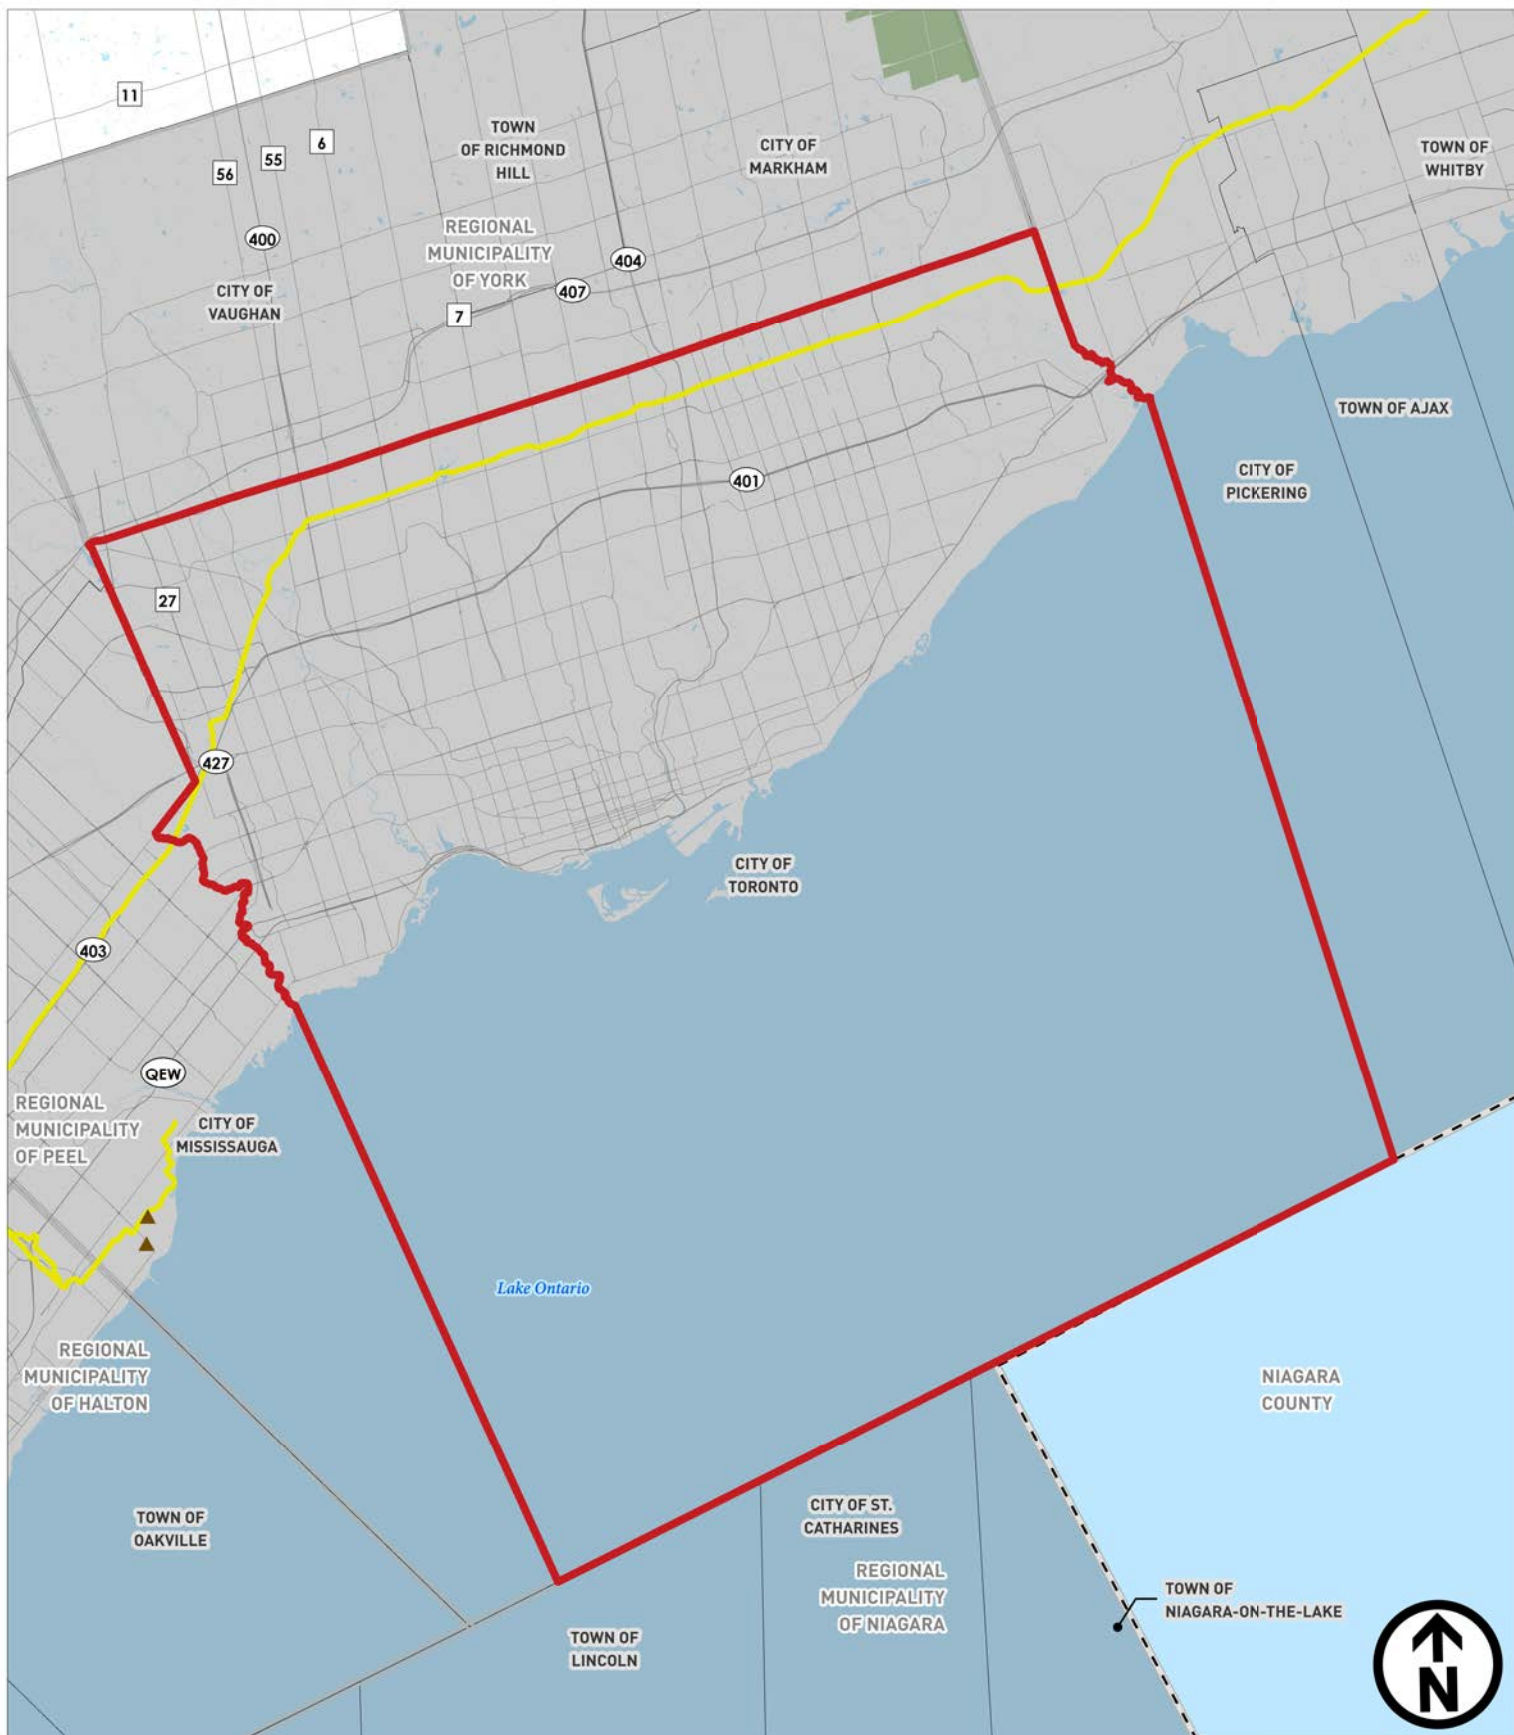 11
56
55
6
TOWN
OF RICHMOND
HILL
CITY OF
MARKHAM
TOWN OF
WHITBY
400
REGIONAL
MUNICIPALITY
OF YORK
404
407
CITY OF
VAUGHAN
7
TOWN OF AJAX
CITY OF
PICKERING
401
27
427
CITY OF
TORONTO
403
QEW
REGIONAL
MUNICIPALITY
OF PEEL
CITY OF
MISSISSAUGA
Lake Ontario
REGIONAL
MUNICIPALITY
OF HALTON
NIAGARA
COUNTY
TOWN OF
OAKVILLE
CITY OF ST.
CATHARINES
REGIONAL
MUNICIPALITY
OF NIAGARA
TOWN OF
NIAGARA-ON-THE-LAKE
TOWN OF
LINCOLN
N